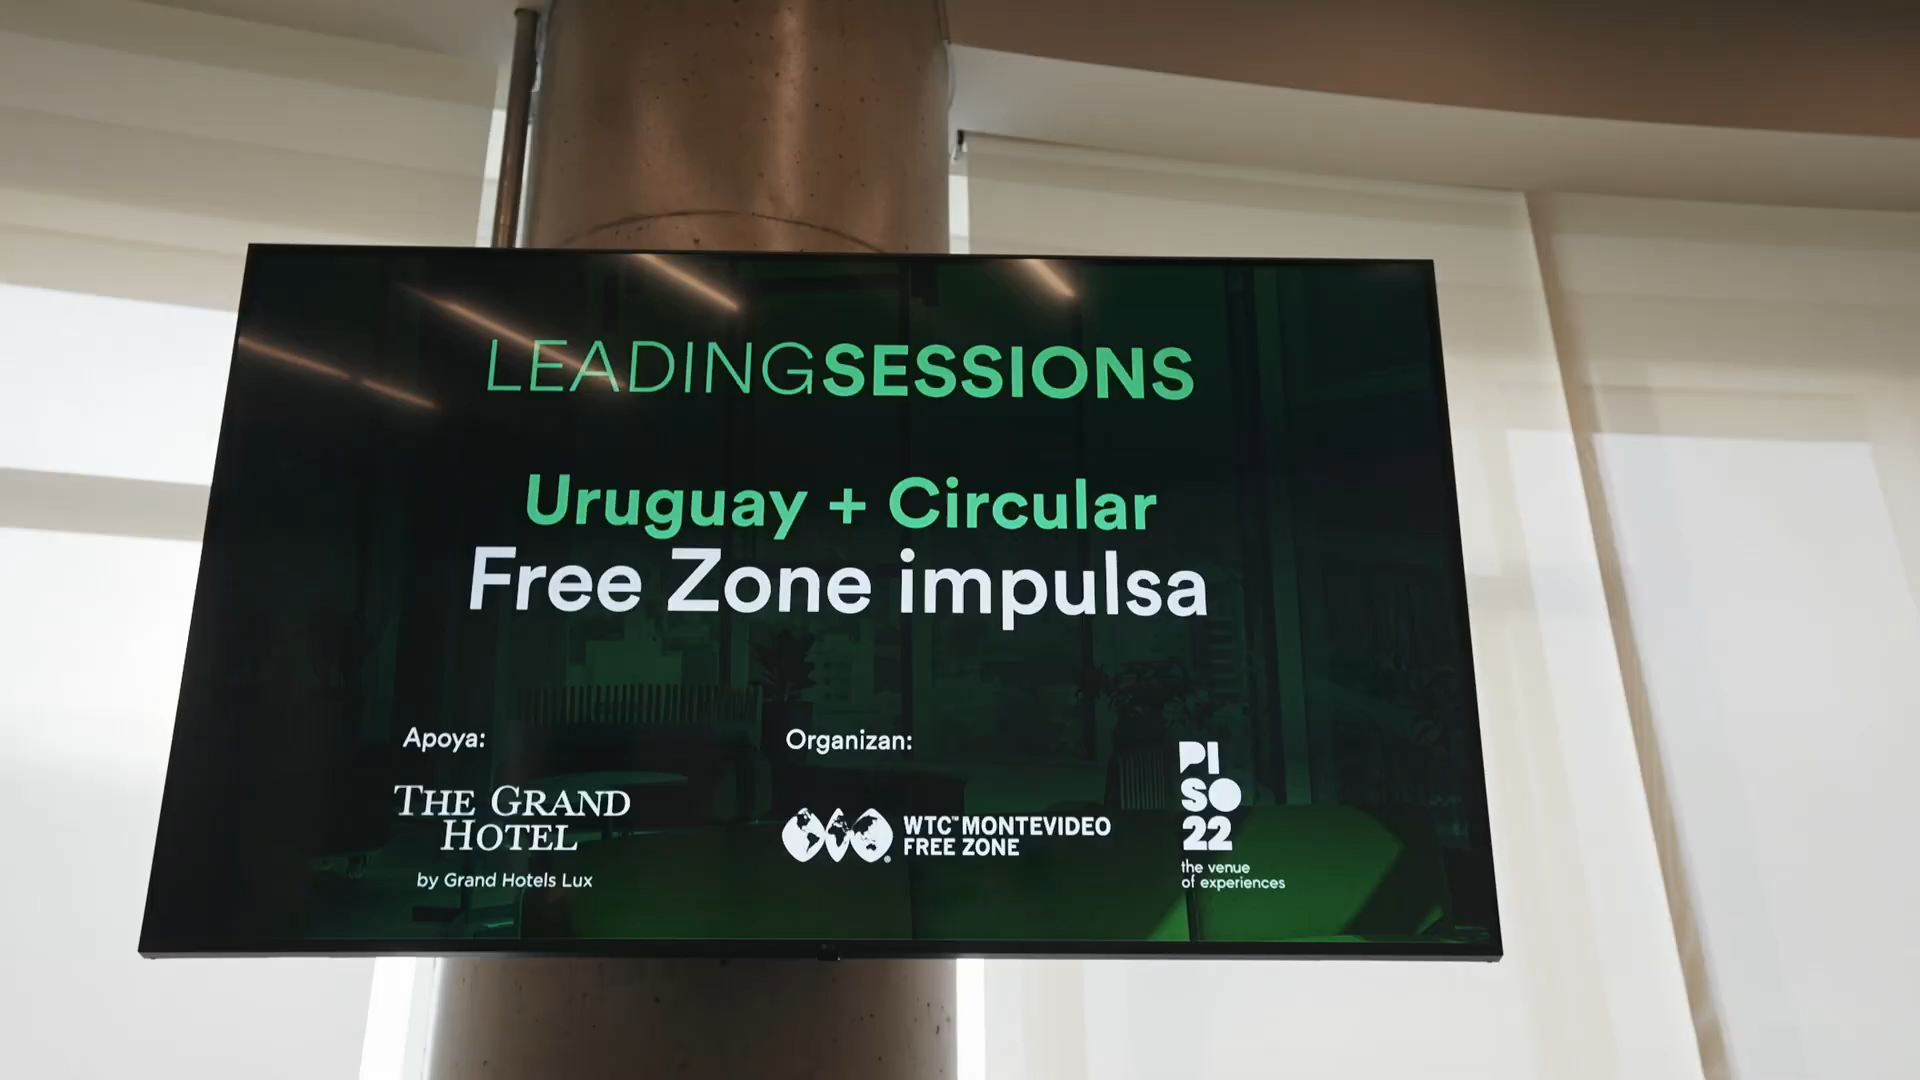 LEADINGSESSIONS
Uruguay + Circular
Free Zone impulsa
Apoya:
THE GRAND
HOTEL
by Grand Hotels Lux
Organizan:
WTC™ MONTEVIDEO
FREE ZONE
PI
SO
22
the venue
of experiences